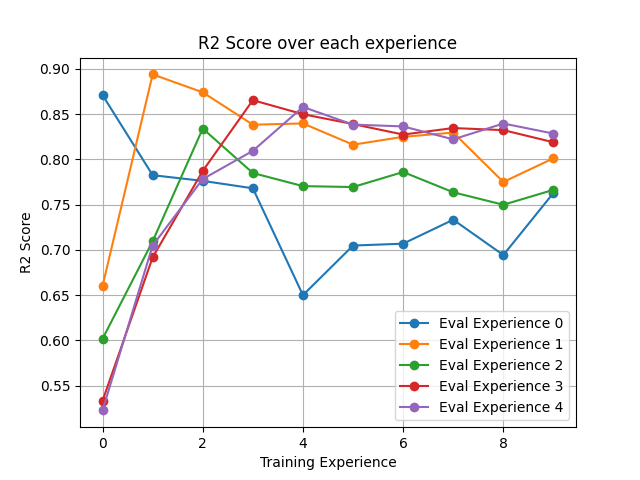 R2 Score over each experience
0.90
0.85
0.80
0.75
0.70
0.65
0.60
0.55
R2 Score
0 2 4 6 8
Training Experience
Eval Experience 0
Eval Experience 1
Eval Experience 2
Eval Experience 3
Eval Experience 4